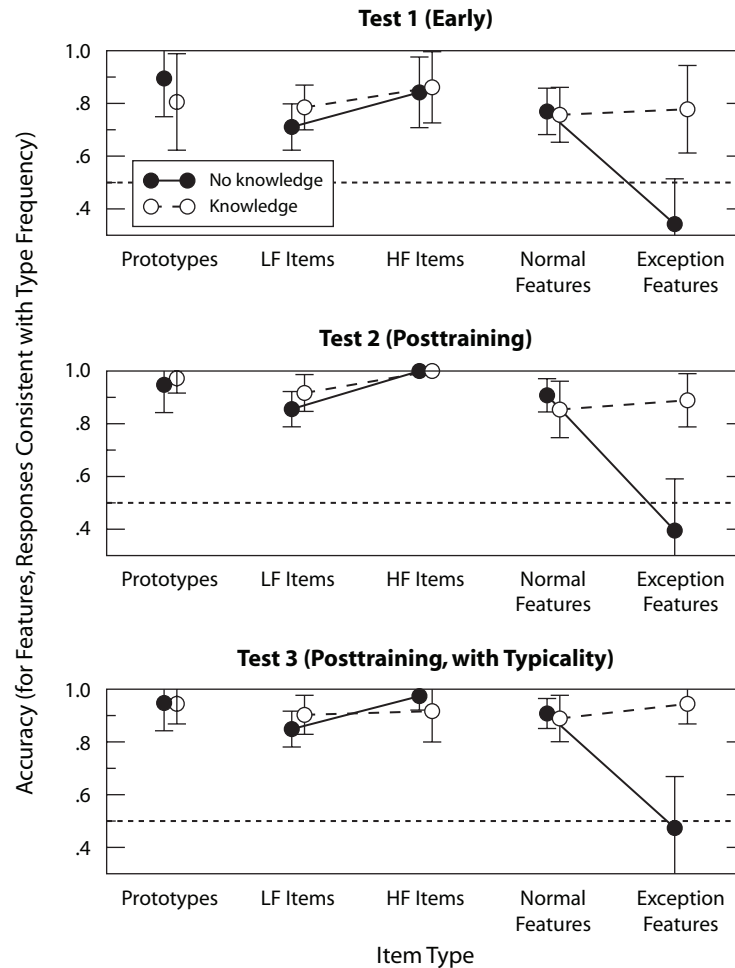 Test 1 (Early)
1.0
.8
.6
.4
No knowledge
Knowledge
Prototypes
LF Items
HF Items
Normal
Features
Exception
Features
Test 2 (Posttraining)
1.0
.8
.6
.4
Prototypes
LF Items
HF Items
Normal
Features
Exception
Features
Test 3 (Posttraining, with Typicality)
1.0
.8
.6
.4
Prototypes
LF Items
HF Items
Normal
Features
Exception
Features
Item Type
Accuracy (for Features, Responses Consistent with Type Frequency)